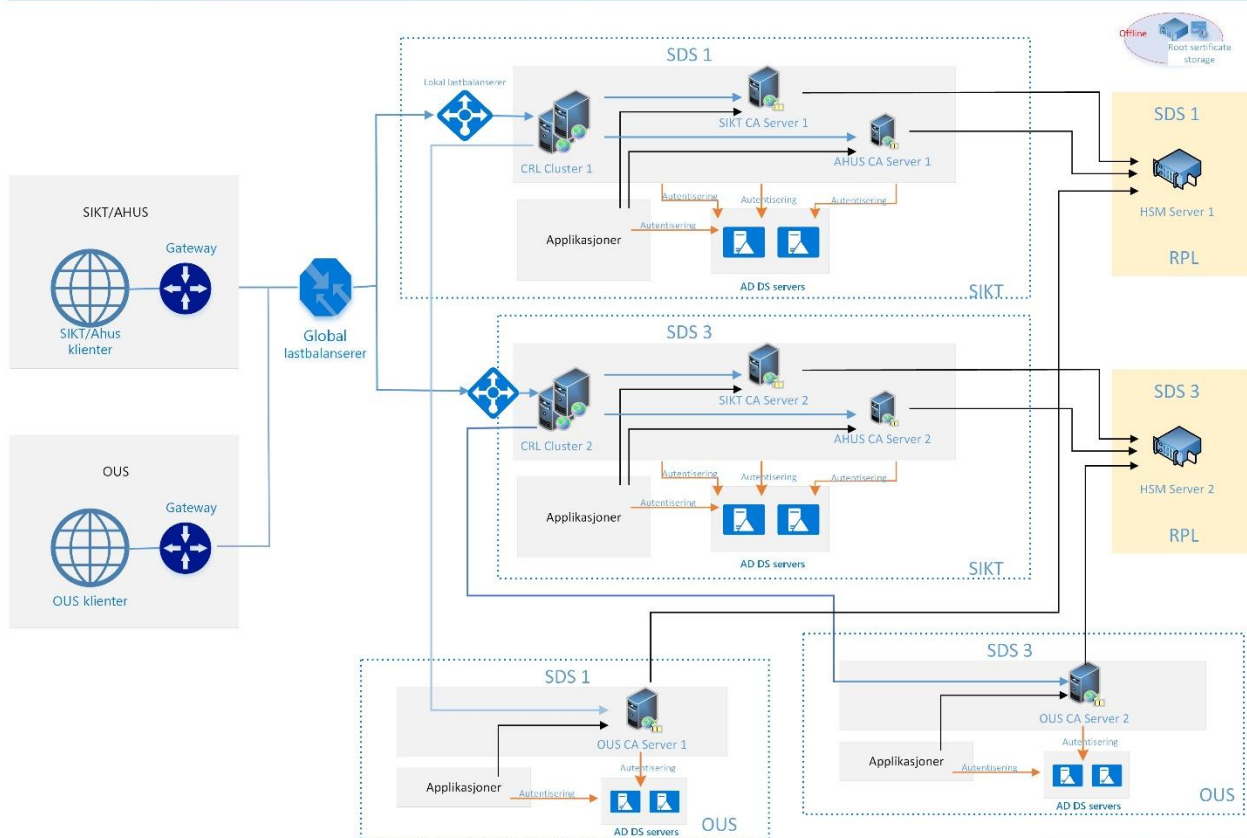 Offline
Root sertificate
storage
SDS 1
Lokal lastbalanserer
SIKT CA Server 1
CRL Cluster 1
AHUS CA Server 1
Autentisering
Autentisering
Autentisering
Autentisering
Applikasjoner
AD DS servers
SIKT
SDS 1
HSM Server 1
RPL
SIKT/AHUS
Gateway
SIKT/Ahus
klienter
Global
lastbalanserer
SDS 3
SIKT CA Server 2
CRL Cluster 2
AHUS CA Server 2
Autentisering
Autentisering
Autentisering
Autentisering
Applikasjoner
AD DS servers
SIKT
SDS 3
HSM Server 2
RPL
OUS
Gateway
OUS klienter
SDS 1
OUS CA Server 1
Autentisering
Applikasjoner
Autentisering
AD DS servers
OUS
SDS 3
OUS CA Server 2
Autentisering
Applikasjoner
Autentisering
AD DS servers
OUS